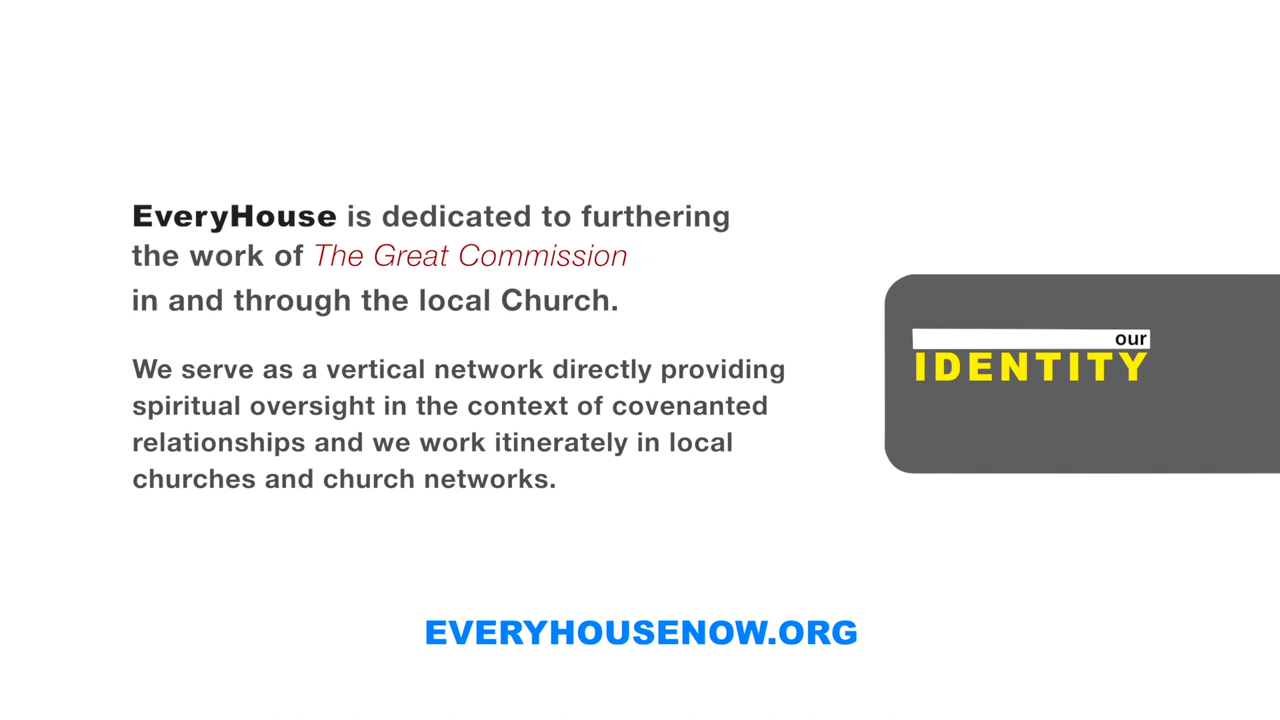 EveryHouse is dedicated to furthering
the work of The Great Commission
in and through the local Church.
We serve as a vertical network directly providing
spiritual oversight in the context of covenanted
relationships and we work itinerately in local
churches and church networks.
our
IDENTITY
EVERYHOUSENOW.ORG